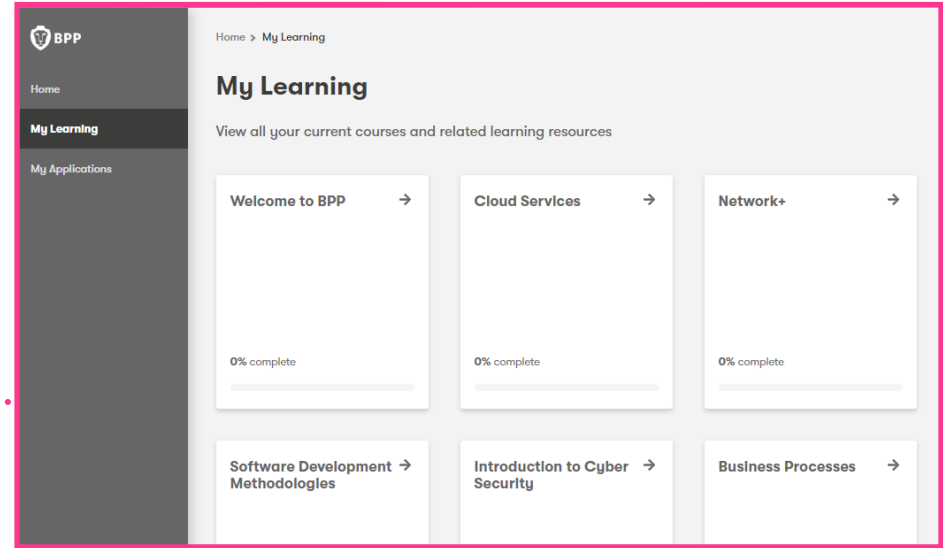 BPP
Home
My Learning
My Applications
Home > My Learning
My Learning
View all your current courses and related learning resources
Welcome to BPP
0% complete
Cloud Services
0% complete
Network+
0% complete
Software Development
Methodologies
Introduction to Cyber
Security
Business Processes